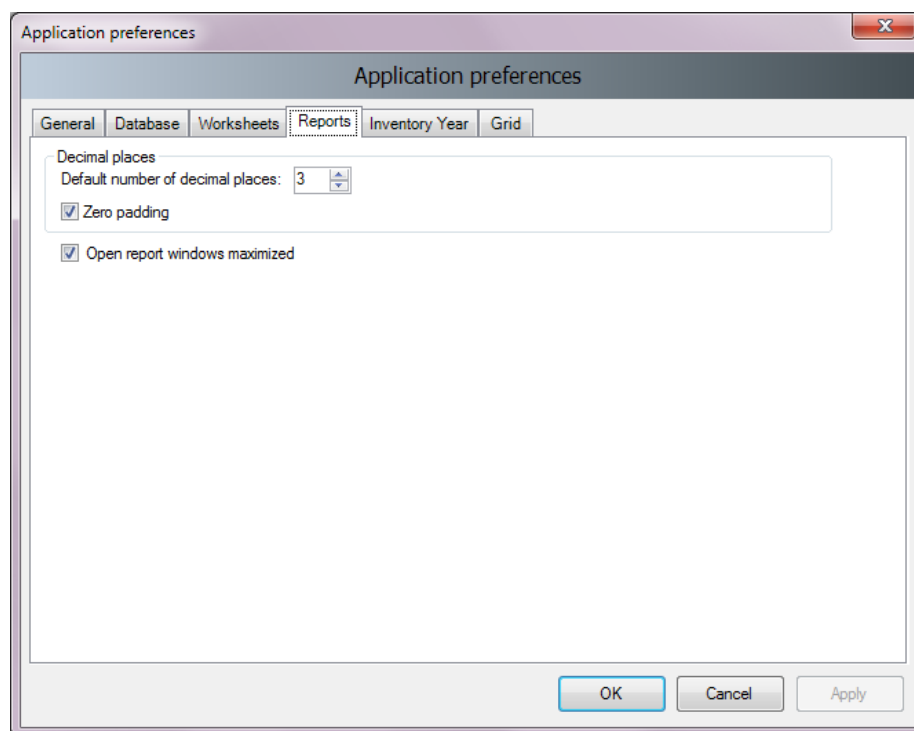 Application preferences
Application preferences
General Database Worksheets Reports Inventory Year Grid
Decimal places
Default number of decimal places: 3
Zero padding
Open report windows maximized
OK Cancel Apply